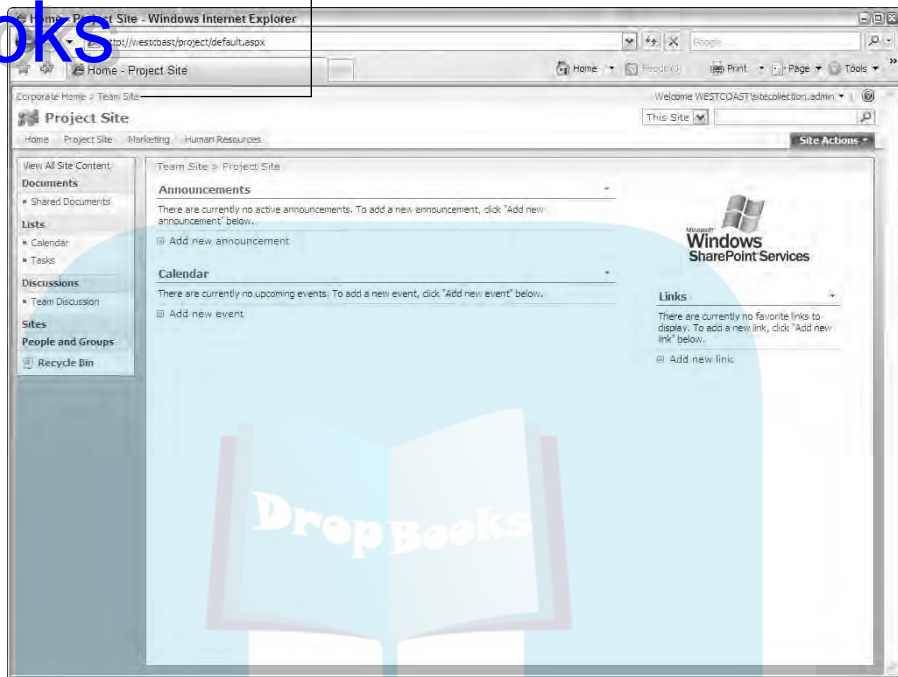 Home - Project Site - Windows Internet Explorer
http://westcoast/project/default.aspx
Google
Home - Project Site
Home Feeds (0) Print Page Tools »
Corporate Home > Team Site
Welcome WESTCOAST\sitecollection.admin
Project Site
This Site
Home Project Site Marketing Human Resources
Site Actions
View All Site Content
Documents
Shared Documents
Lists
Calendar
Tasks
Discussions
Team Discussion
Sites
People and Groups
Recycle Bin
Team Site > Project Site
Announcements
There are currently no active announcements. To add a new announcement, click "Add new
announcement" below.
Add new announcement
Calendar
There are currently no upcoming events. To add a new event, click "Add new event" below.
Add new event
Microsoft
Windows
SharePoint Services
Links
There are currently no favorite links to
display. To add a new link, click "Add new
link" below.
Add new link
DropBooks
ooks